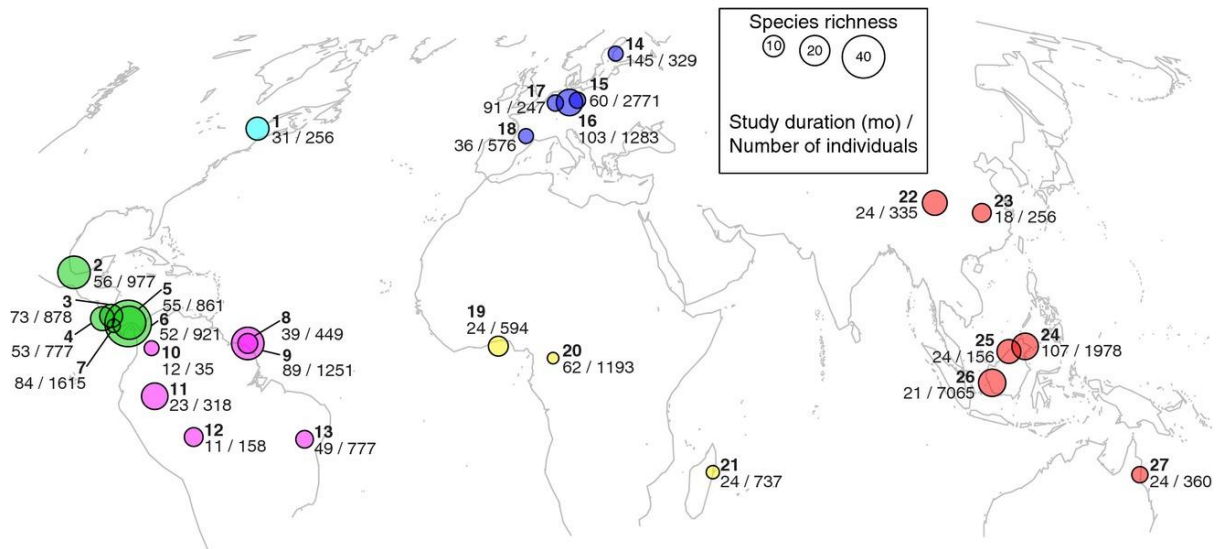 Species richness
10
20
40
Study duration (mo) /
Number of individuals
14
145 / 329
15
60 / 2771
17
91 / 247
16
103 / 1283
18
36 / 576
1
31 / 256
22
24 / 335
23
18 / 256
2
56 / 977
5
55 / 861
3
73 / 878
6
52 / 921
4
53 / 777
7
84 / 1615
8
39 / 449
9
89 / 1251
10
12 / 35
11
23 / 318
12
11 / 158
13
49 / 777
19
24 / 594
20
62 / 1193
21
24 / 737
25
24 / 156
24
107 / 1978
26
21 / 7065
27
24 / 360